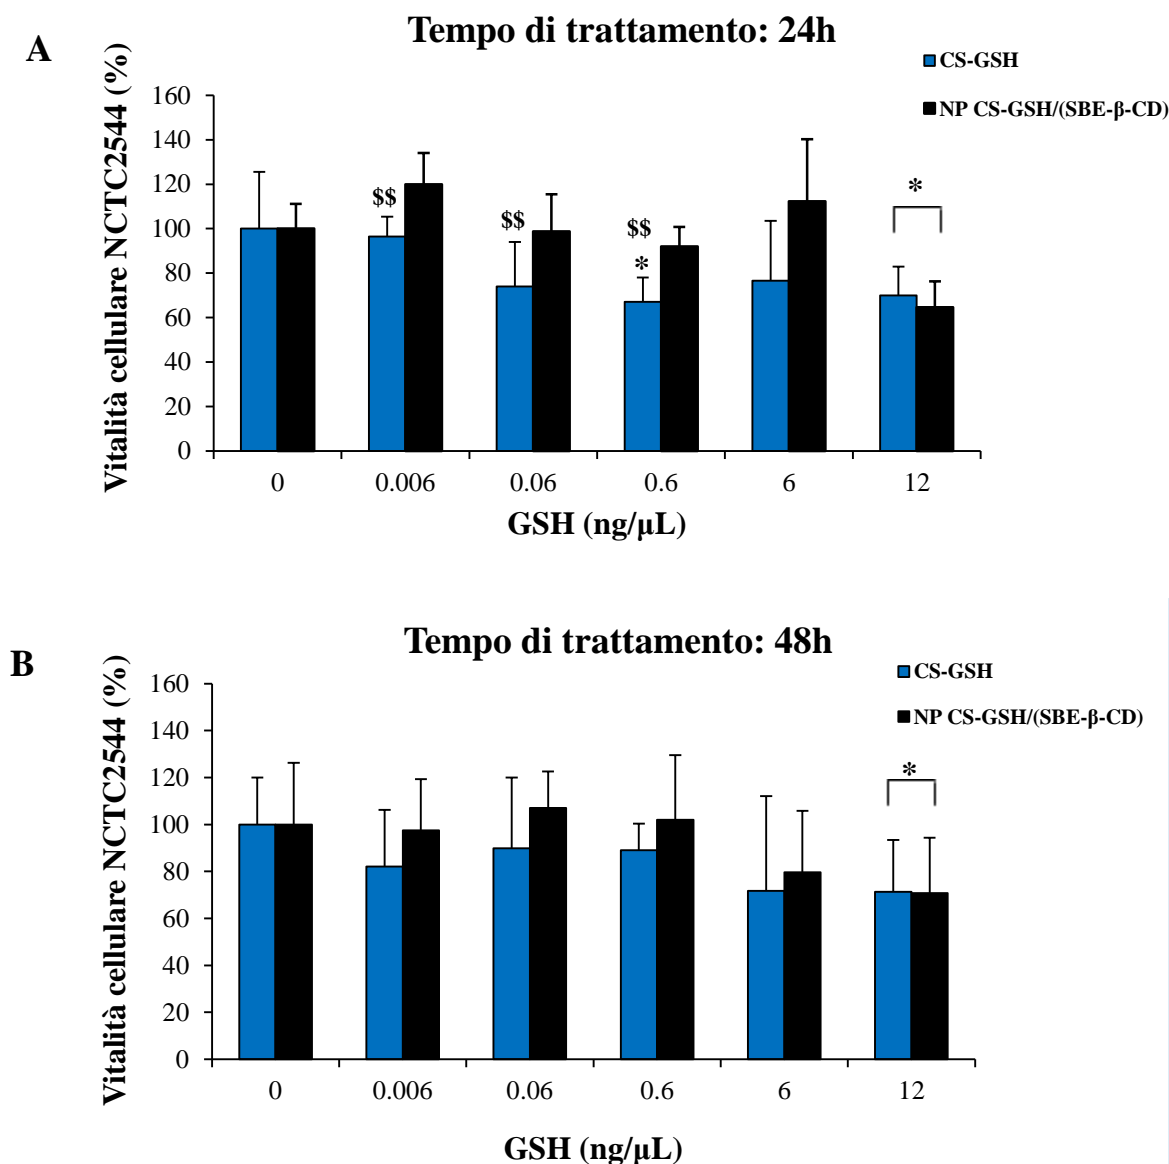 A
Tempo di trattamento: 24h
CS-GSH
NP CS-GSH/(SBE-β-CD)
Vitalità cellulare NCTC2544 (%)
160
140
120
100
80
60
40
20
0
$$
$$
$$
*
*
0 0.006 0.06 0.6 6 12
GSH (ng/µL)
B
Tempo di trattamento: 48h
CS-GSH
NP CS-GSH/(SBE-β-CD)
Vitalità cellulare NCTC2544 (%)
160
140
120
100
80
60
40
20
0
*
0 0.006 0.06 0.6 6 12
GSH (ng/µL)